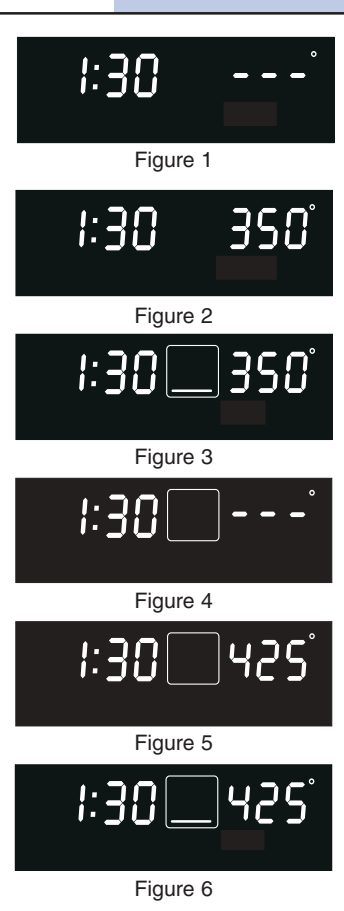 1:30 - - -°
Figure 1
1:30 350°
Figure 2
1:30 350°
Figure 3
1:30 - - -°
Figure 4
1:30 425°
Figure 5
1:30 425°
Figure 6